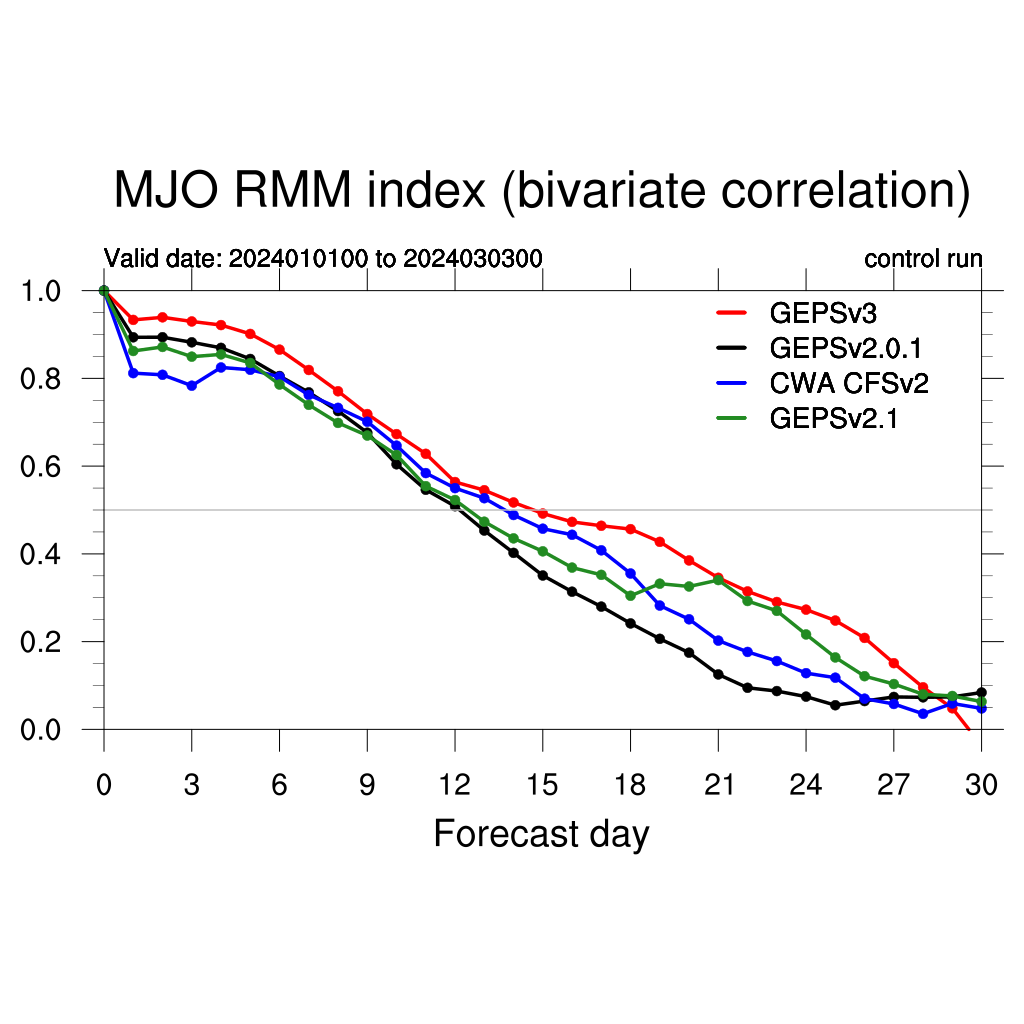 MJO RMM index (bivariate correlation)
Valid date: 2024010100 to 2024030300 control run
1.0
0.8
0.6
0.4
0.2
0.0
GEPSv3
GEPSv2.0.1
CWA CFSv2
GEPSv2.1
0 3 6 9 12 15 18 21 24 27 30
Forecast day